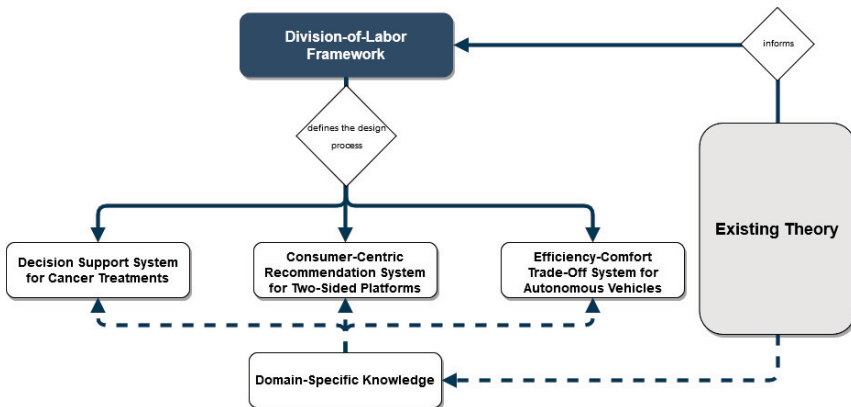 Division-of-Labor
Framework
informs
defines the design
process
Existing Theory
Decision Support System
for Cancer Treatments
Consumer-Centric
Recommendation System
for Two-Sided Platforms
Efficiency-Comfort
Trade-Off System for
Autonomous Vehicles
Domain-Specific Knowledge